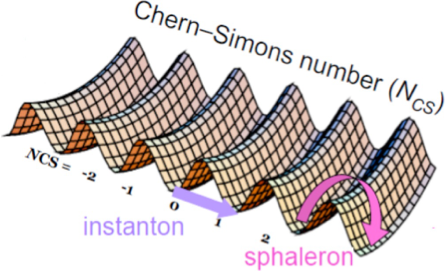 Chern–Simons number (N_CS)
NCS = -2 -1 0 1 2
instanton
sphaleron